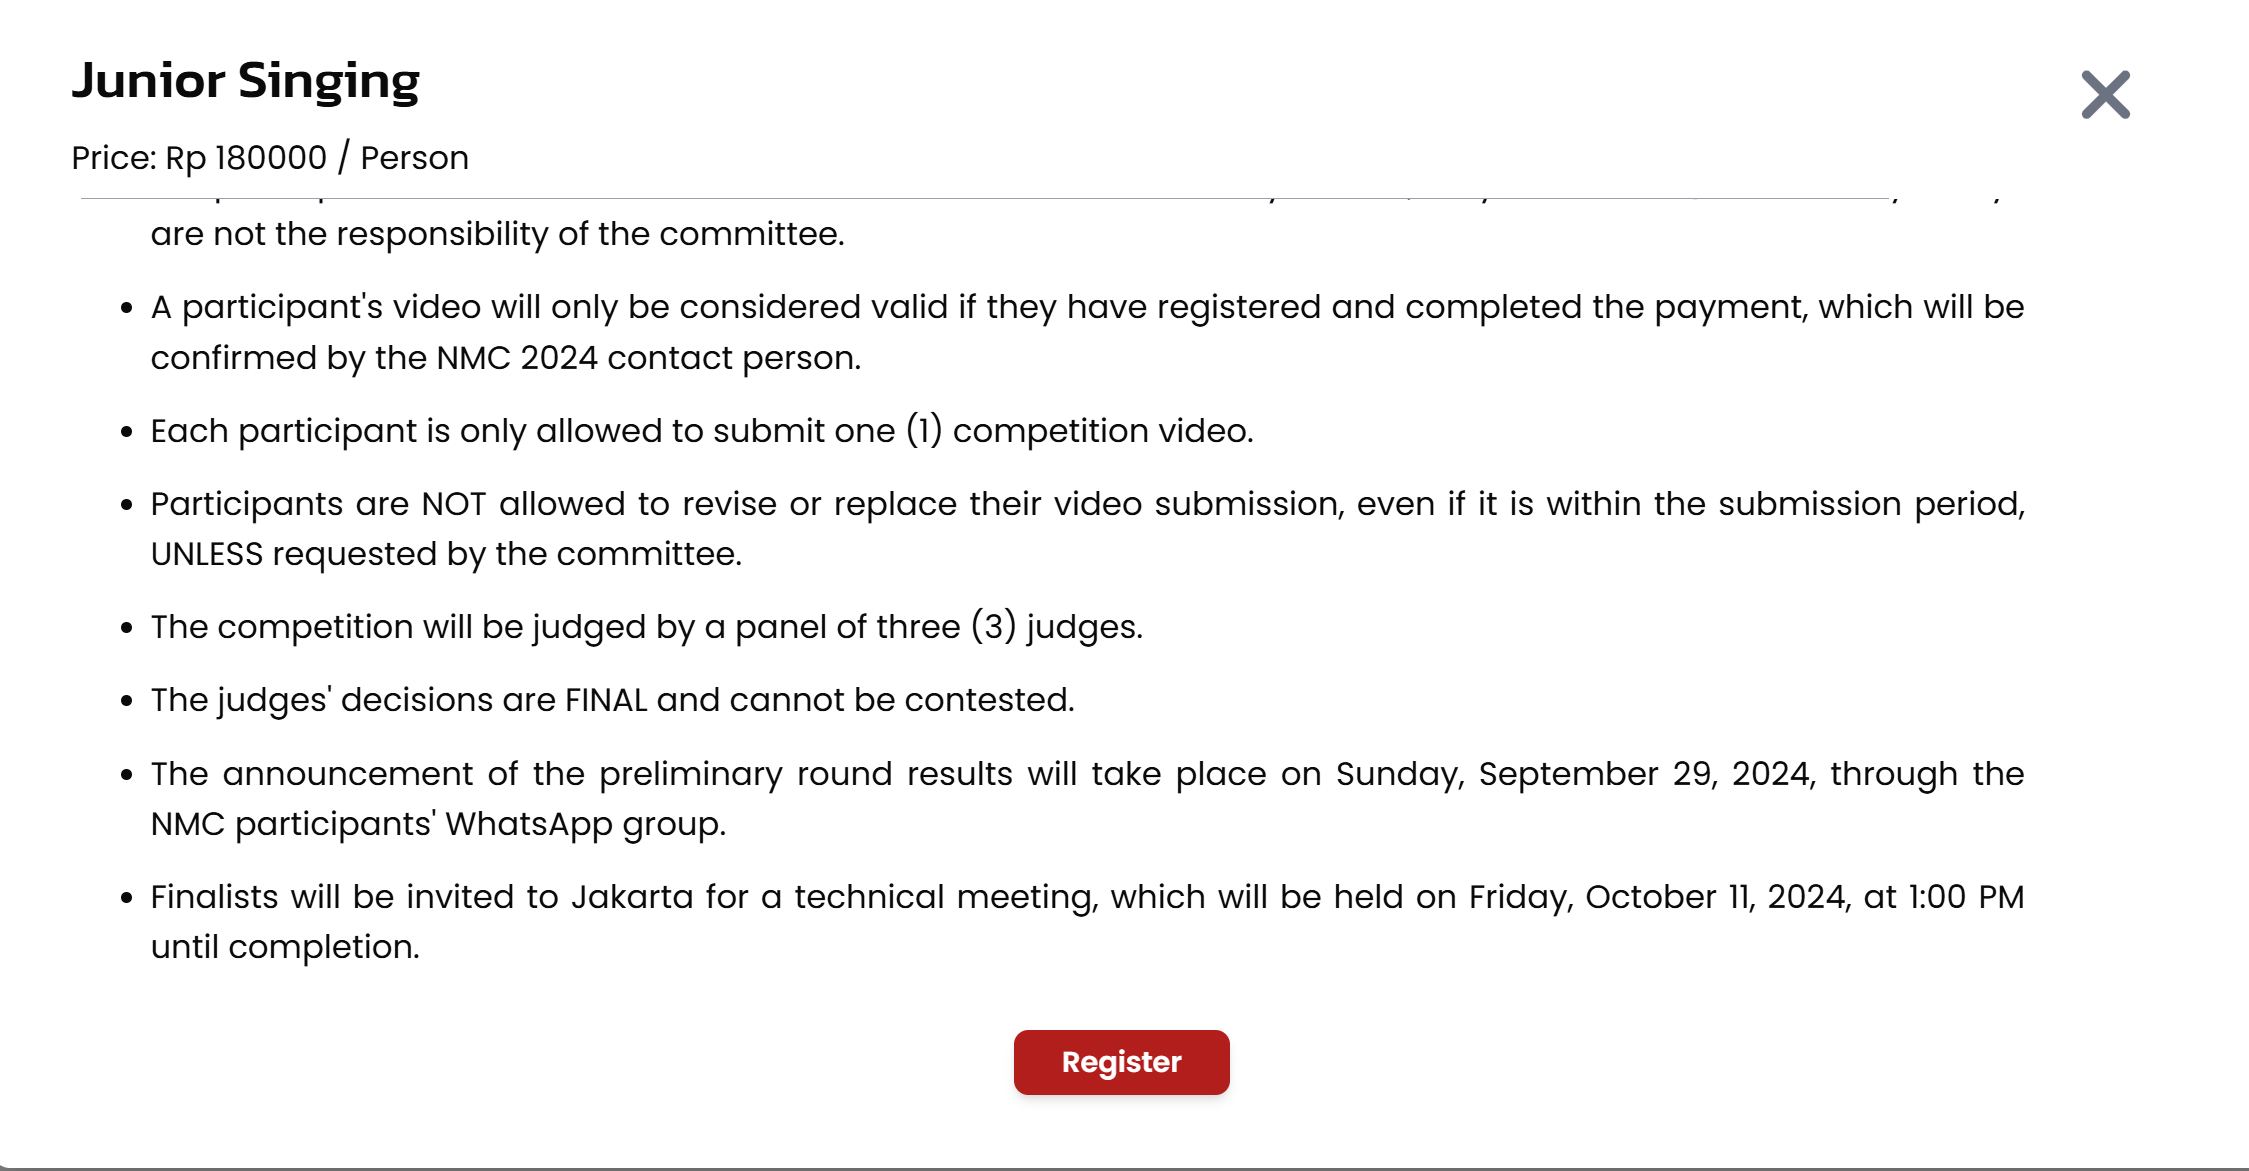 Junior Singing
Price: Rp 180000 / Person
are not the responsibility of the committee.
• A participant's video will only be considered valid if they have registered and completed the payment, which will be
confirmed by the NMC 2024 contact person.
• Each participant is only allowed to submit one (1) competition video.
• Participants are NOT allowed to revise or replace their video submission, even if it is within the submission period,
UNLESS requested by the committee.
• The competition will be judged by a panel of three (3) judges.
• The judges' decisions are FINAL and cannot be contested.
• The announcement of the preliminary round results will take place on Sunday, September 29, 2024, through the
NMC participants' WhatsApp group.
• Finalists will be invited to Jakarta for a technical meeting, which will be held on Friday, October 11, 2024, at 1:00 PM
until completion.
Register